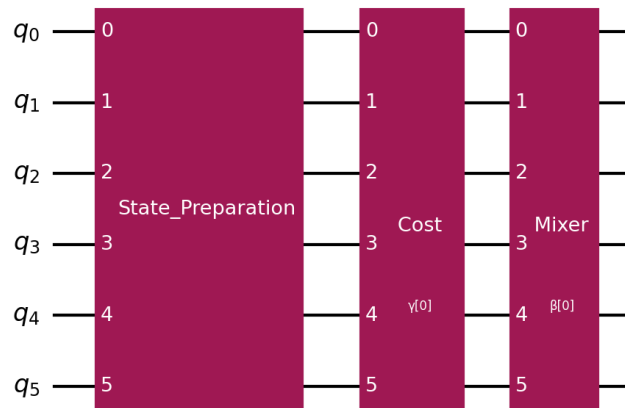 q0 0 0 0
q1 1 1 1
q2 2 2 2
State_Preparation Cost Mixer
q3 3 3 3
q4 4 4 γ[0] 4 β[0]
q5 5 5 5